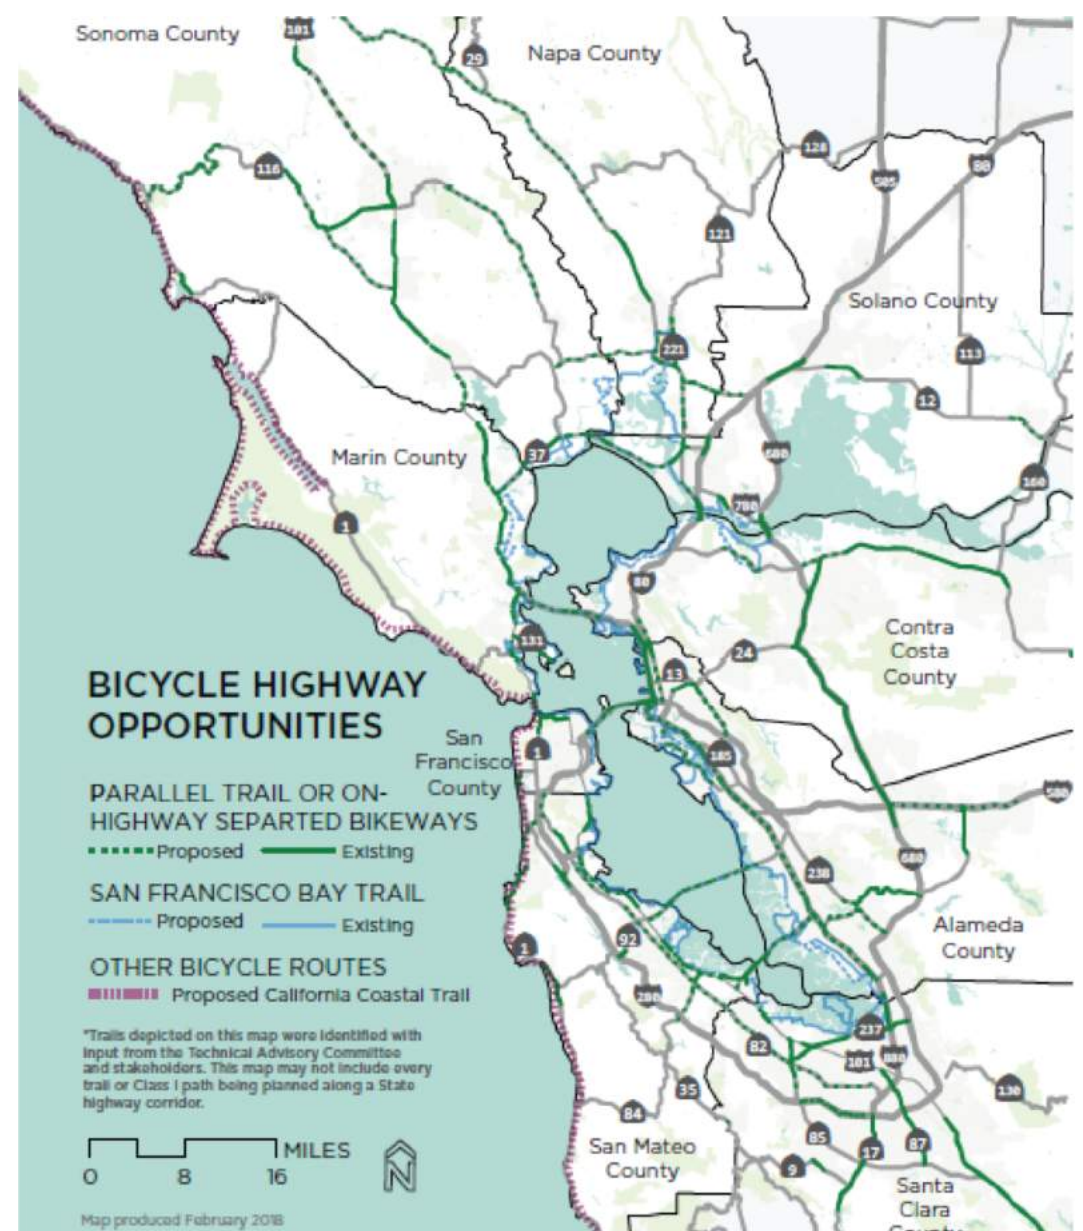 Sonoma County
101
29
Napa County
116
128
505
80
121
Solano County
221
113
12
Marin County
37
680
160
780
1
80
131
Contra
Costa
County
24
13
BICYCLE HIGHWAY
OPPORTUNITIES
San
Francisco
County
1
185
580
PARALLEL TRAIL OR ON-
HIGHWAY SEPARTED BIKEWAYS
Proposed
Existing
238
680
SAN FRANCISCO BAY TRAIL
Proposed
Existing
Alameda
County
92
1
OTHER BICYCLE ROUTES
Proposed California Coastal Trail
280
237
*Trails depicted on this map were identified with
input from the Technical Advisory Committee
and stakeholders. This map may not include every
trail or Class I path being planned along a State
highway corridor.
82
101
880
35
130
84
MILES
0
8
16
N
San Mateo
County
85
17
87
9
Santa
Clara
County
Map produced February 2018